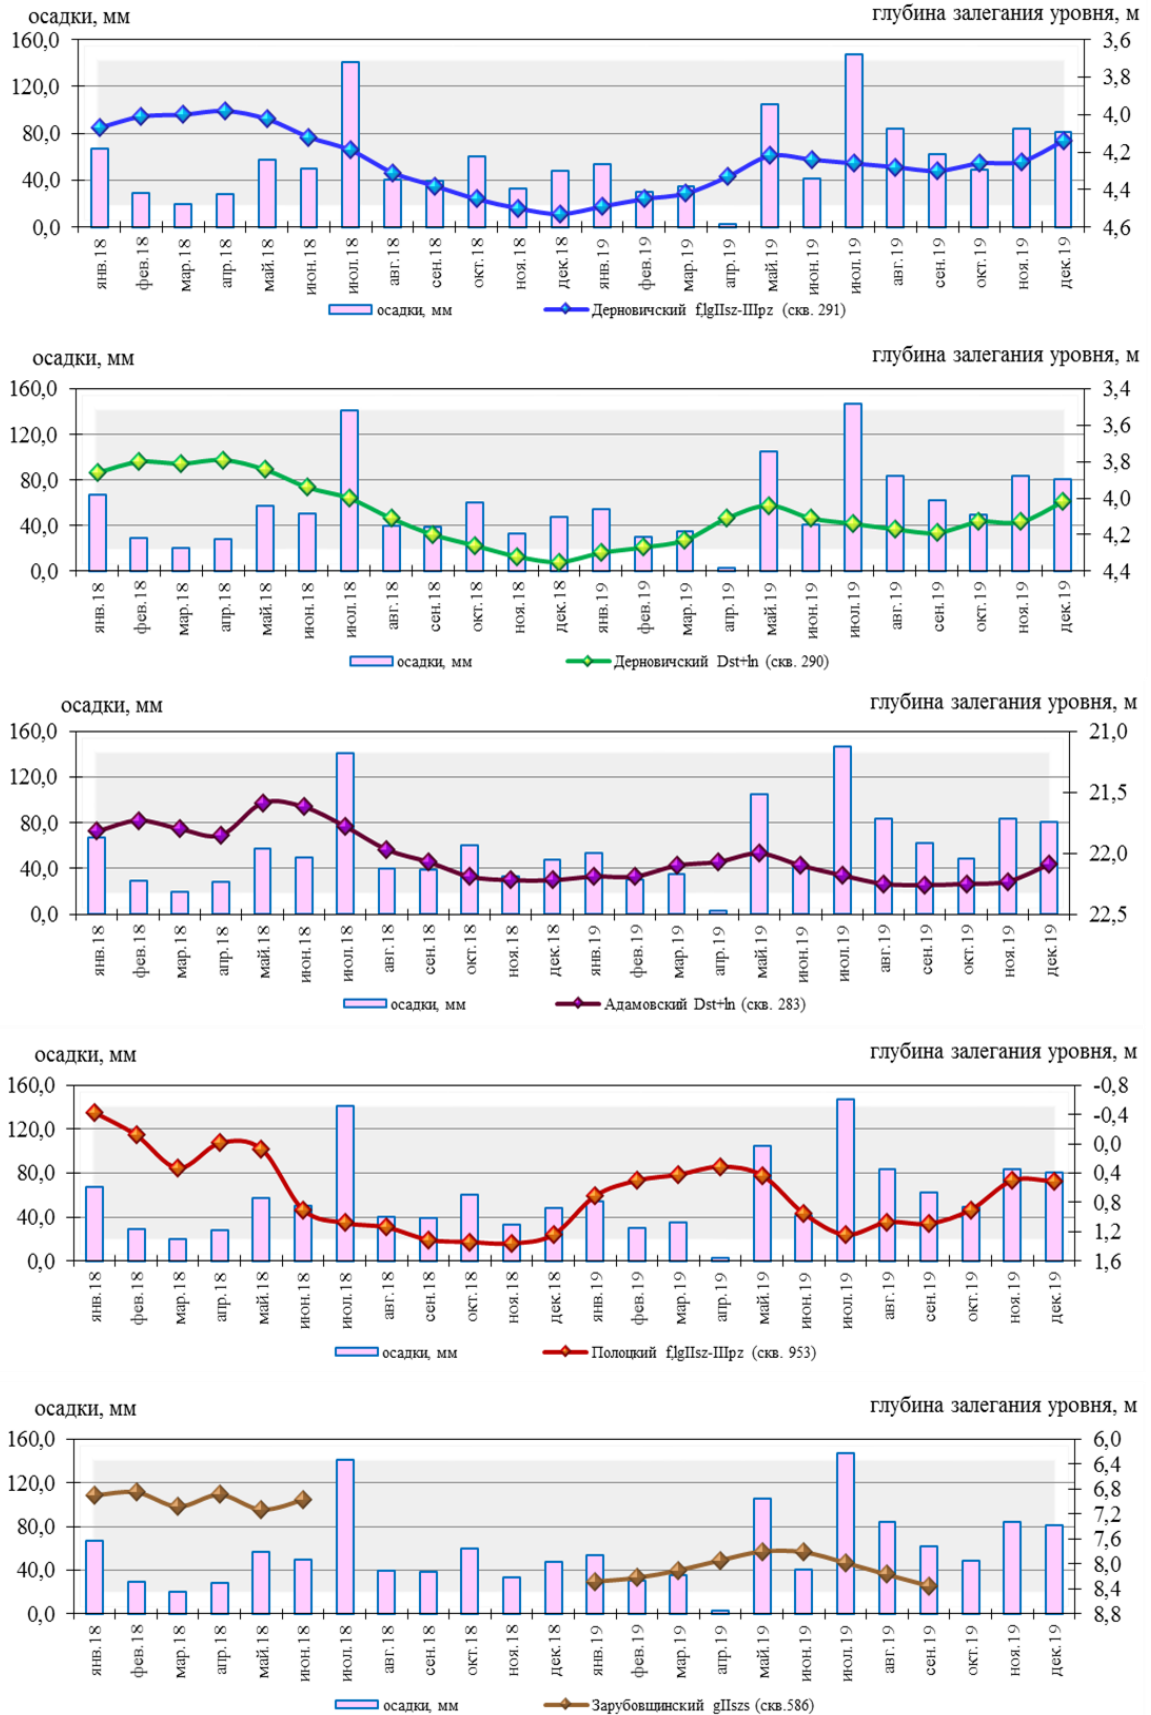 осадки, мм глубина залегания уровня, м
160,0 3,6
3,8
120,0 4,0
80,0 4,2
40,0 4,4
0,0 4,6
янв.18 фев.18 мар.18 апр.18 май.18 июн.18 июл.18 авг.18 сен.18 окт.18 ноя.18 дек.18 янв.19 фев.19 мар.19 апр.19 май.19 июн.19 июл.19 авг.19 сен.19 окт.19 ноя.19 дек.19
осадки, мм Дерновичский f,lgIIsz-IIIpz (скв. 291)
осадки, мм глубина залегания уровня, м
160,0 3,4
3,6
120,0 3,8
80,0 4,0
40,0 4,2
0,0 4,4
янв.18 фев.18 мар.18 апр.18 май.18 июн.18 июл.18 авг.18 сен.18 окт.18 ноя.18 дек.18 янв.19 фев.19 мар.19 апр.19 май.19 июн.19 июл.19 авг.19 сен.19 окт.19 ноя.19 дек.19
осадки, мм Дерновичский Dst+ln (скв. 290)
осадки, мм глубина залегания уровня, м
160,0 21,0
120,0 21,5
80,0 22,0
40,0
0,0 22,5
янв.18 фев.18 мар.18 апр.18 май.18 июн.18 июл.18 авг.18 сен.18 окт.18 ноя.18 дек.18 янв.19 фев.19 мар.19 апр.19 май.19 июн.19 июл.19 авг.19 сен.19 окт.19 ноя.19 дек.19
осадки, мм Адамовский Dst+ln (скв. 283)
осадки, мм глубина залегания уровня, м
160,0 -0,8
-0,4
120,0 0,0
80,0 0,4
0,8
40,0 1,2
0,0 1,6
янв.18 фев.18 мар.18 апр.18 май.18 июн.18 июл.18 авг.18 сен.18 окт.18 ноя.18 дек.18 янв.19 фев.19 мар.19 апр.19 май.19 июн.19 июл.19 авг.19 сен.19 окт.19 ноя.19 дек.19
осадки, мм Полоцкий f,lgIIsz-IIIpz (скв. 953)
осадки, мм глубина залегания уровня, м
160,0 6,0
6,4
120,0 6,8
7,2
80,0 7,6
40,0 8,0
8,4
0,0 8,8
янв.18 фев.18 мар.18 апр.18 май.18 июн.18 июл.18 авг.18 сен.18 окт.18 ноя.18 дек.18 янв.19 фев.19 мар.19 апр.19 май.19 июн.19 июл.19 авг.19 сен.19 окт.19 ноя.19 дек.19
осадки, мм Зарубовщинский gIIszs (скв.586)